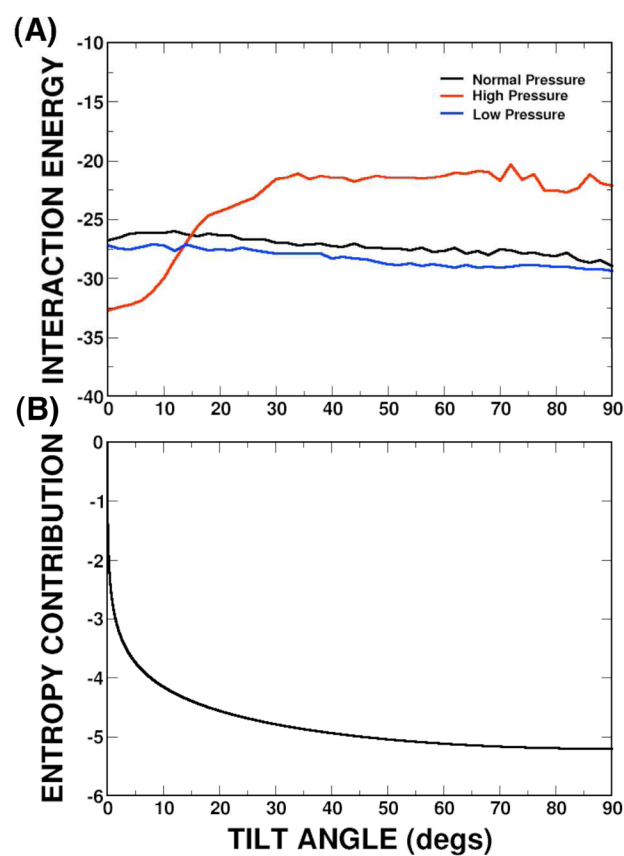 (A)
INTERACTION ENERGY
-10
-15
-20
-25
-30
-35
-40
Normal Pressure
High Pressure
Low Pressure
0 10 20 30 40 50 60 70 80 90
(B)
ENTROPY CONTRIBUTION
0
-1
-2
-3
-4
-5
-6
0 10 20 30 40 50 60 70 80 90
TILT ANGLE (degs)